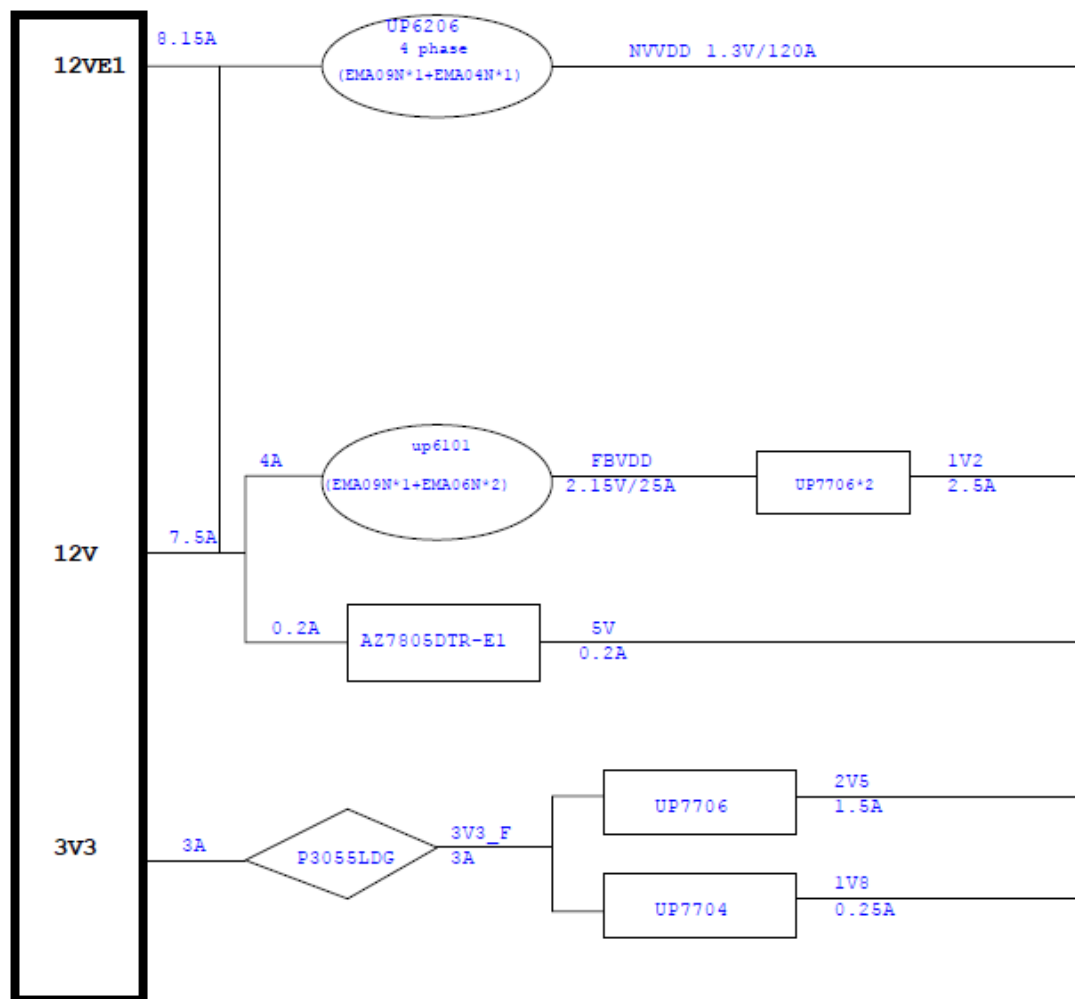 8.15A
UP6206
4 phase
(EMA09N*1+EMA04N*1)
12VE1
NVVDD 1.3V/120A
up6101
(EMA09N*1+EMA06N*2)
4A
FBVDD
2.15V/25A
UP7706*2
1V2
2.5A
12V
7.5A
0.2A
AZ7805DTR-E1
5V
0.2A
3V3
3A
P3055LDG
3V3_F
3A
UP7706
2V5
1.5A
UP7704
1V8
0.25A